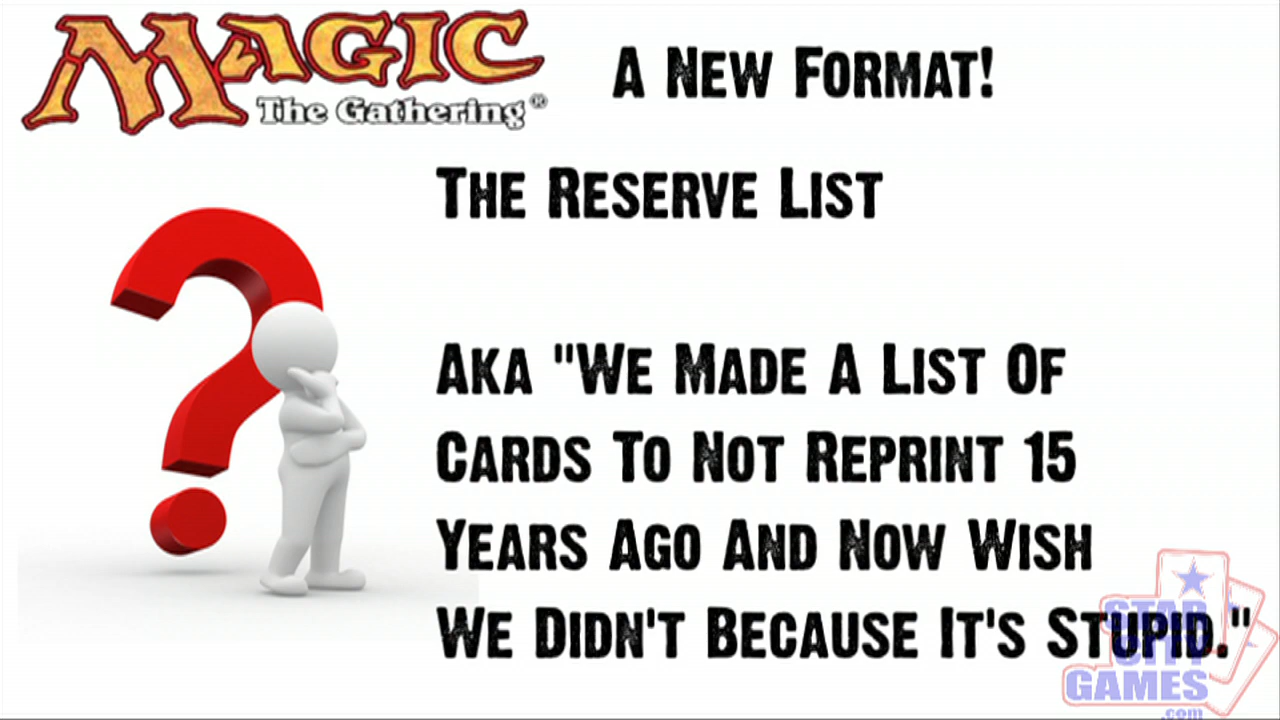 MAGIC
The Gathering®
A NEW FORMAT!
THE RESERVE LIST
AKA "WE MADE A LIST OF
CARDS TO NOT REPRINT 15
YEARS AGO AND NOW WISH
WE DIDN'T BECAUSE IT'S STUPID."
STAR
CITY
GAMES
.com